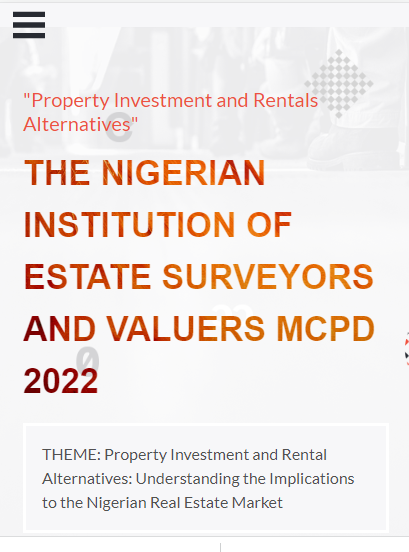 "Property Investment and Rentals
Alternatives"
THE NIGERIAN
INSTITUTION OF
ESTATE SURVEYORS
AND VALUERS MCPD
2022
THEME: Property Investment and Rental
Alternatives: Understanding the Implications
to the Nigerian Real Estate Market